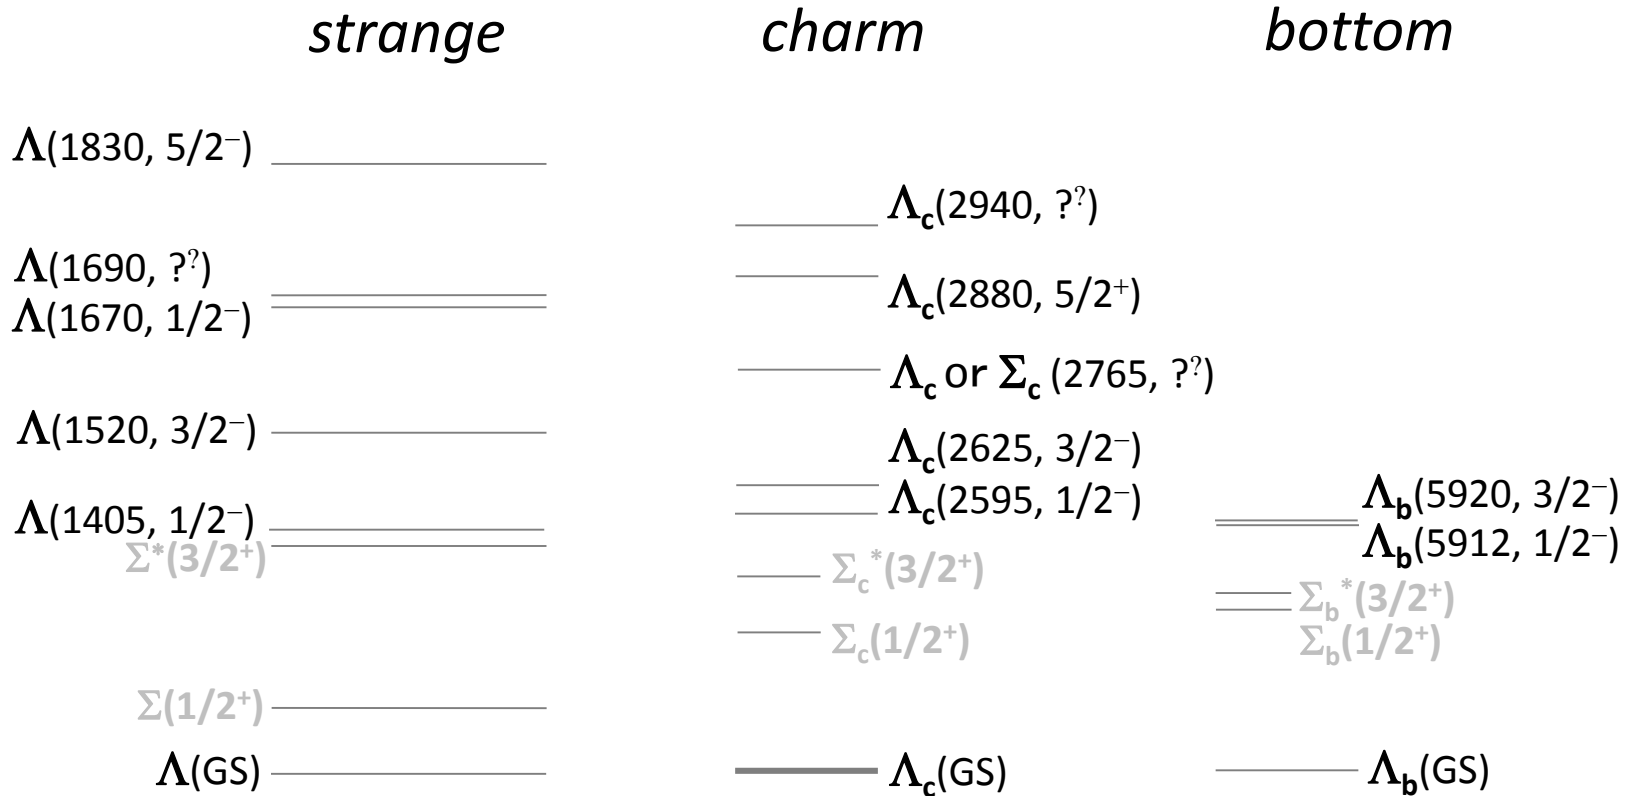 strange
charm
bottom
Λ(1830, 5/2⁻)
Λ(1690, ?^?)
Λ(1670, 1/2⁻)
Λ(1520, 3/2⁻)
Λ(1405, 1/2⁻)
Σ*(3/2⁺)
Σ(1/2⁺)
Λ(GS)
Λc(2940, ?^?)
Λc(2880, 5/2⁺)
Λc or Σc (2765, ?^?)
Λc(2625, 3/2⁻)
Λc(2595, 1/2⁻)
Σc*(3/2⁺)
Σc(1/2⁺)
Λc(GS)
Λb(5920, 3/2⁻)
Λb(5912, 1/2⁻)
Σb*(3/2⁺)
Σb(1/2⁺)
Λb(GS)